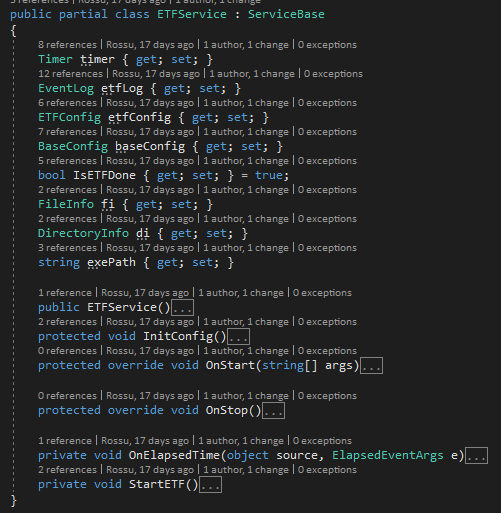 public partial class ETFService : ServiceBase
{
8 references | Rossu, 17 days ago | 1 author, 1 change | 0 exceptions
Timer timer { get; set; }
12 references | Rossu, 17 days ago | 1 author, 1 change | 0 exceptions
EventLog etfLog { get; set; }
6 references | Rossu, 17 days ago | 1 author, 1 change | 0 exceptions
ETFConfig etfConfig { get; set; }
7 references | Rossu, 17 days ago | 1 author, 1 change | 0 exceptions
BaseConfig baseConfig { get; set; }
5 references | Rossu, 17 days ago | 1 author, 1 change | 0 exceptions
bool IsETFDone { get; set; } = true;
2 references | Rossu, 17 days ago | 1 author, 1 change | 0 exceptions
FileInfo fi { get; set; }
2 references | Rossu, 17 days ago | 1 author, 1 change | 0 exceptions
DirectoryInfo di { get; set; }
3 references | Rossu, 17 days ago | 1 author, 1 change | 0 exceptions
string exePath { get; set; }
1 reference | Rossu, 17 days ago | 1 author, 1 change | 0 exceptions
public ETFService()...
2 references | Rossu, 17 days ago | 1 author, 1 change | 0 exceptions
protected void InitConfig()...
0 references | Rossu, 17 days ago | 1 author, 1 change | 0 exceptions
protected override void OnStart(string[] args)...
0 references | Rossu, 17 days ago | 1 author, 1 change | 0 exceptions
protected override void OnStop()...
1 reference | Rossu, 17 days ago | 1 author, 1 change | 0 exceptions
private void OnElapsedTime(object source, ElapsedEventArgs e)...
2 references | Rossu, 17 days ago | 1 author, 1 change | 0 exceptions
private void StartETF()...
}